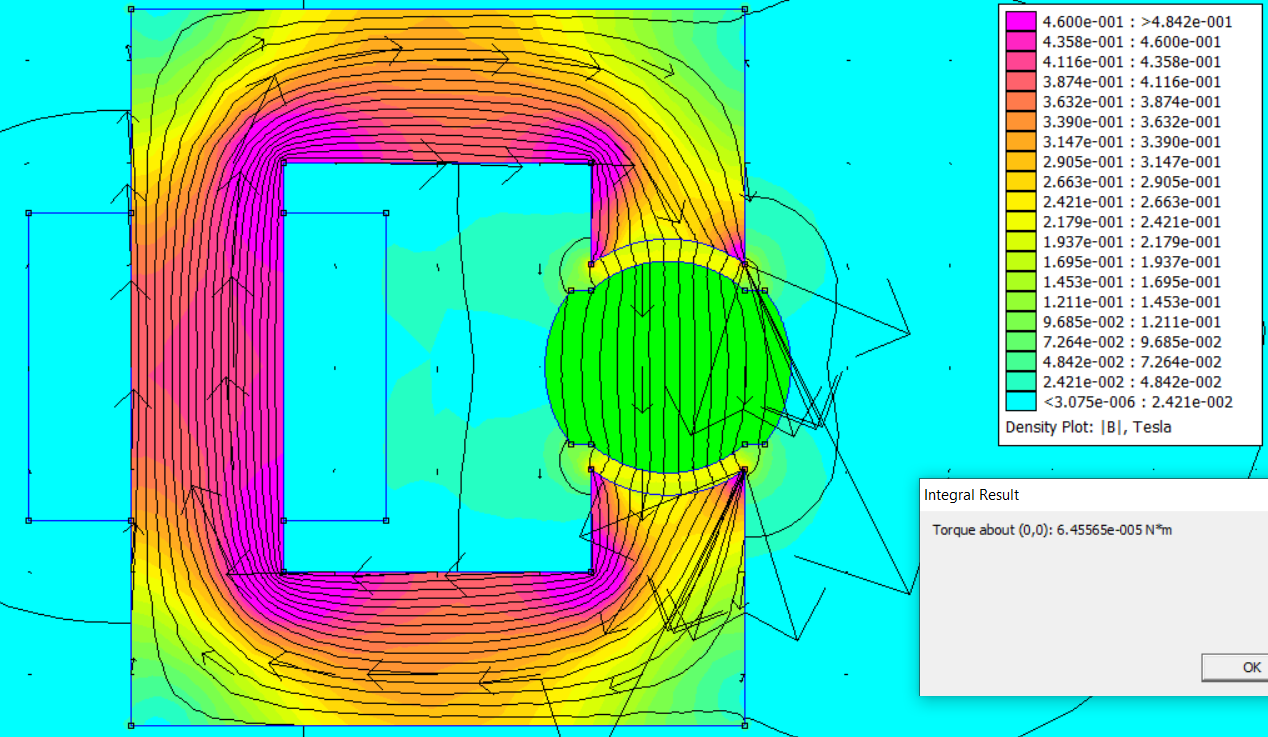 4.600e-001 : >4.842e-001
4.358e-001 : 4.600e-001
4.116e-001 : 4.358e-001
3.874e-001 : 4.116e-001
3.632e-001 : 3.874e-001
3.390e-001 : 3.632e-001
3.147e-001 : 3.390e-001
2.905e-001 : 3.147e-001
2.663e-001 : 2.905e-001
2.421e-001 : 2.663e-001
2.179e-001 : 2.421e-001
1.937e-001 : 2.179e-001
1.695e-001 : 1.937e-001
1.453e-001 : 1.695e-001
1.211e-001 : 1.453e-001
9.685e-002 : 1.211e-001
7.264e-002 : 9.685e-002
4.842e-002 : 7.264e-002
2.421e-002 : 4.842e-002
<3.075e-006 : 2.421e-002
Density Plot: |B|, Tesla
Integral Result
Torque about (0,0): 6.45565e-005 N*m
OK